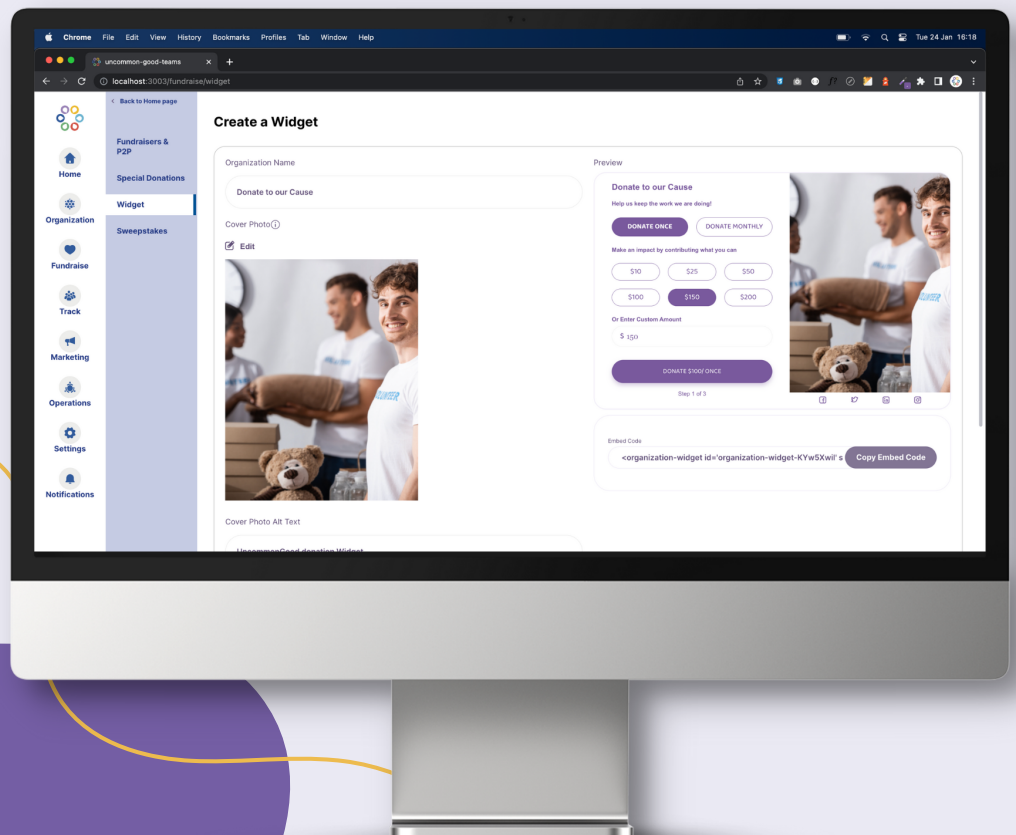 Chrome File Edit View History Bookmarks Profiles Tab Window Help
Tue 24 Jan 16:18
uncommon-good-teams
localhost:3003/fundraise/widget
Home
Organization
Fundraise
Track
Marketing
Operations
Settings
Notifications
Back to Home page
Fundraisers &
P2P
Special Donations
Widget
Sweepstakes
Create a Widget
Organization Name
Donate to our Cause
Cover Photo
Edit
Cover Photo Alt Text
UncommonGood donation Widget
Preview
Donate to our Cause
Help us keep the work we are doing!
DONATE ONCE DONATE MONTHLY
Make an impact by contributing what you can
$10 $25 $50
$100 $150 $200
Or Enter Custom Amount
$ 150
DONATE $100/ ONCE
Step 1 of 3
Embed Code
<organization-widget id='organization-widget-KYw5Xwil' s
Copy Embed Code